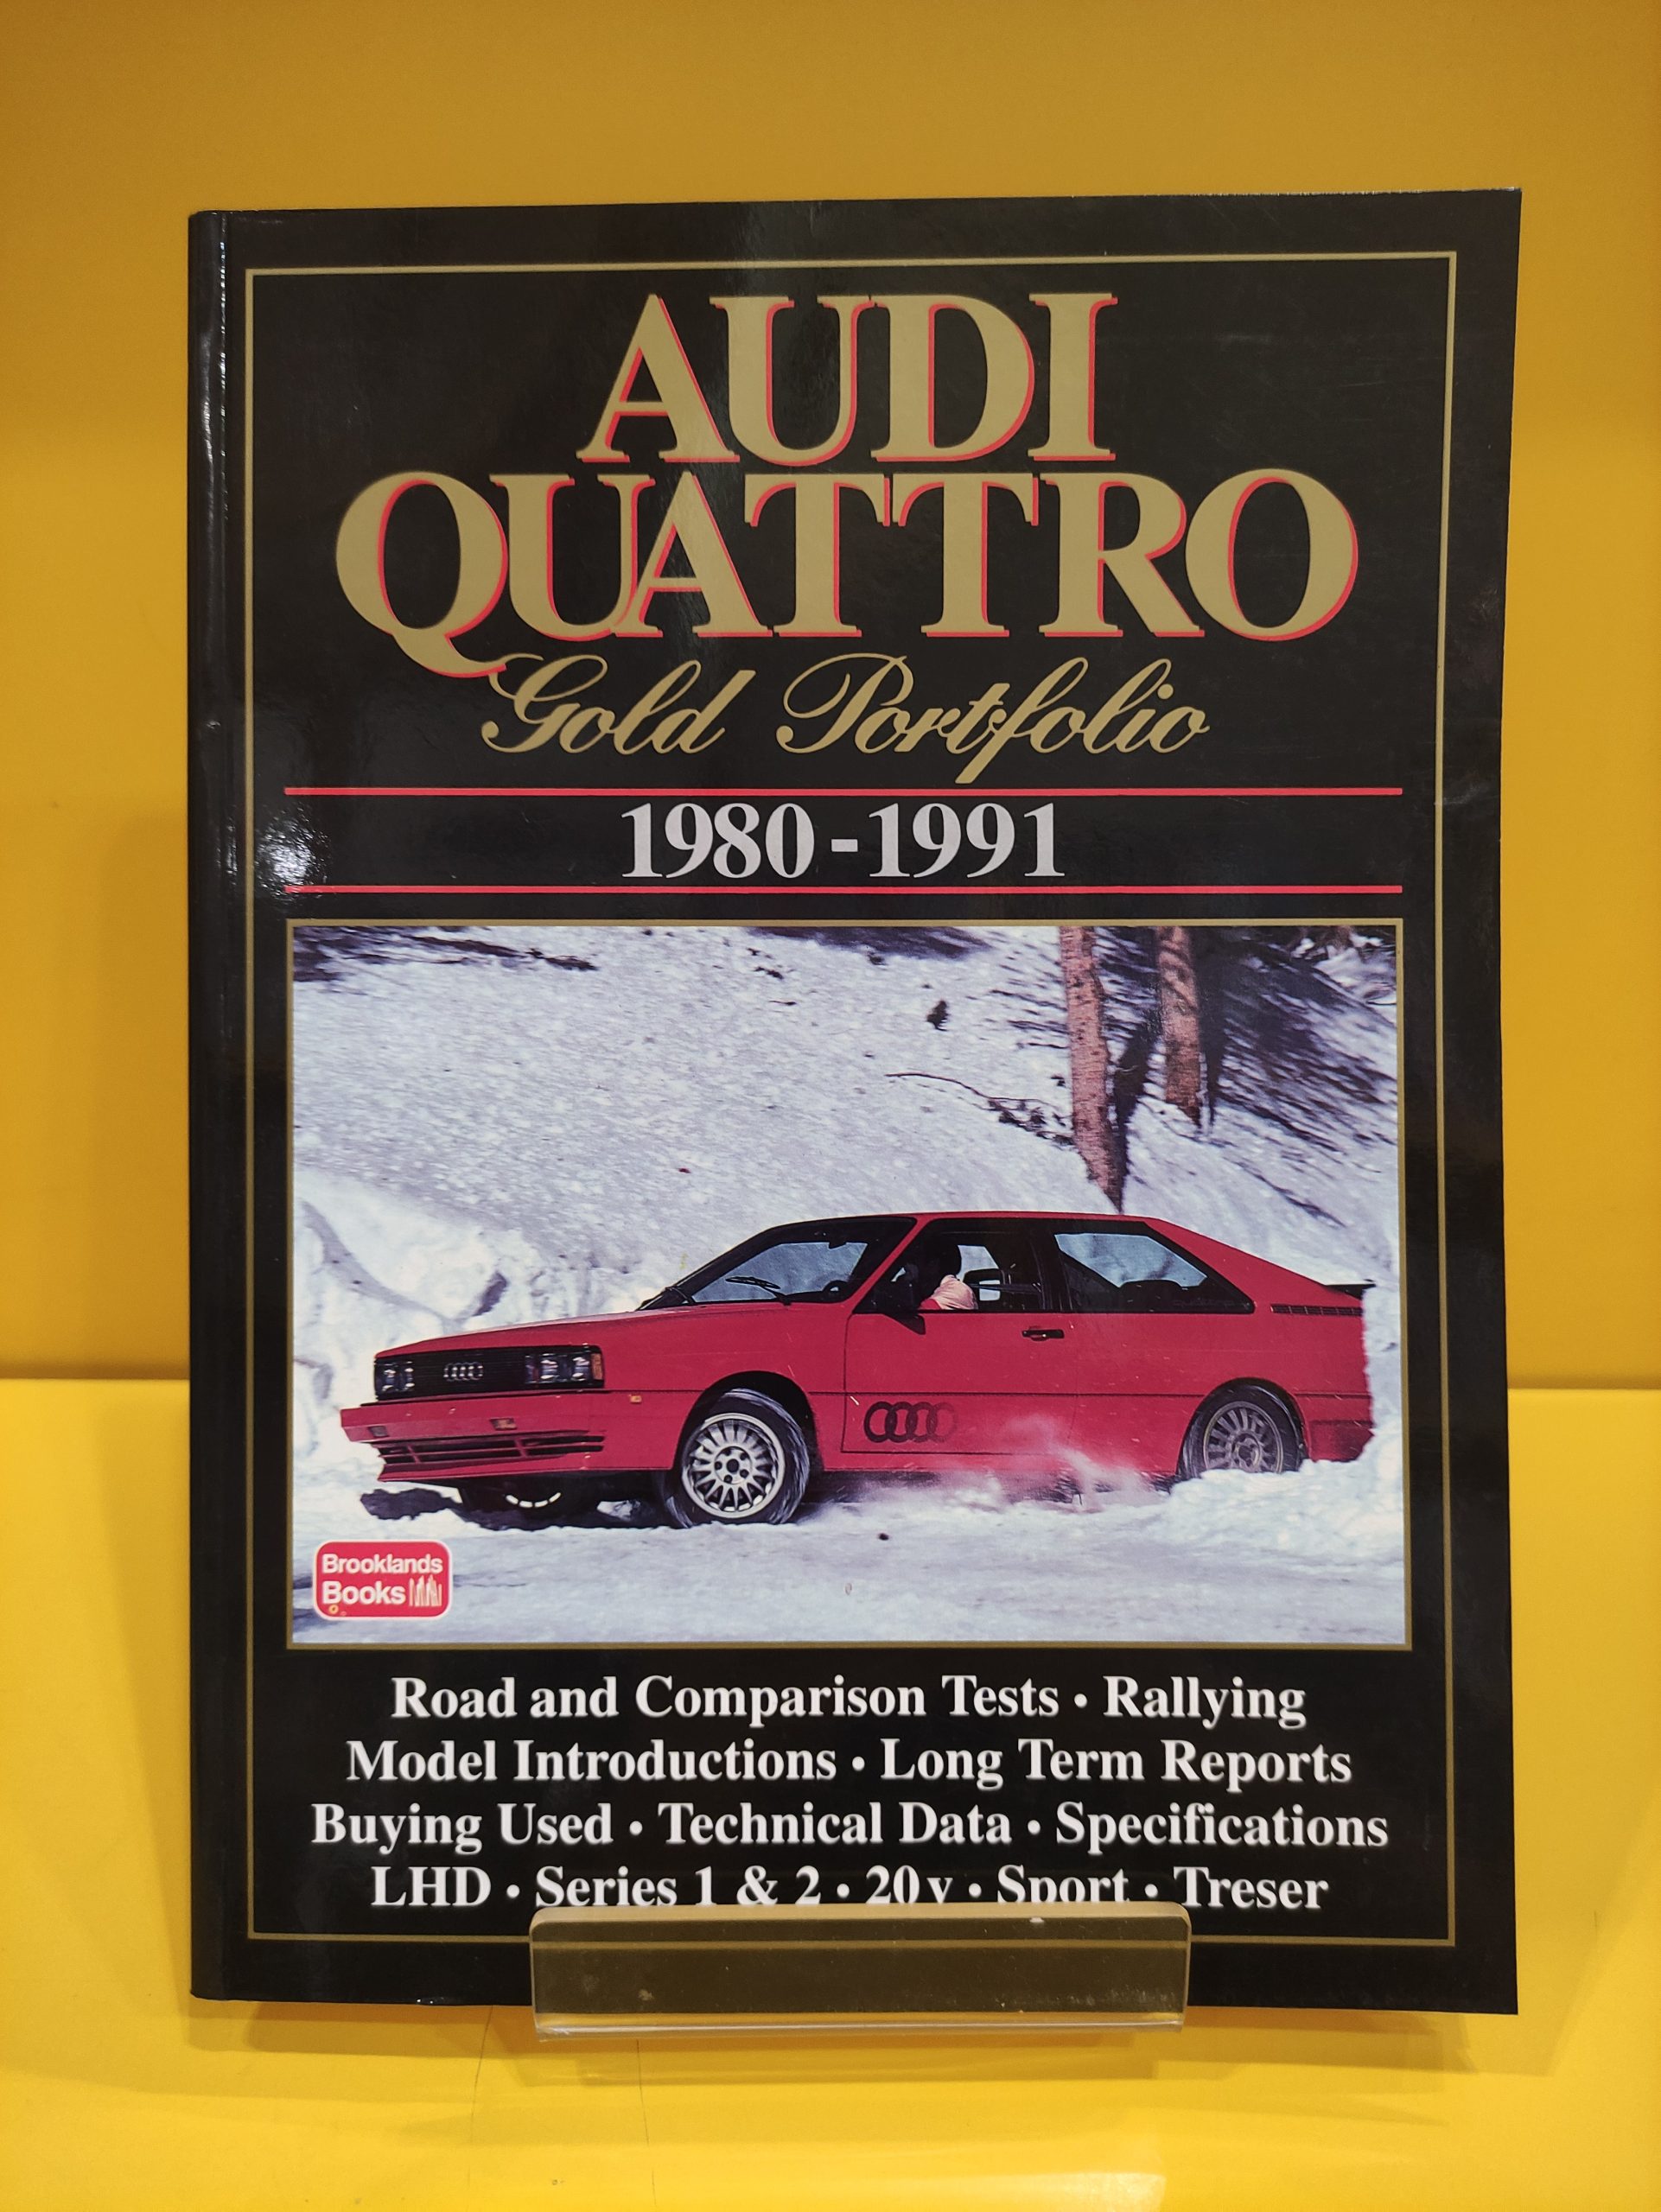 AUDI
QUATTRO
Gold Portfolio
1980-1991
Brooklands
Books
Road and Comparison Tests • Rallying
Model Introductions • Long Term Reports
Buying Used • Technical Data • Specifications
LHD • Series 1 & 2 • 20v • Sport • Treser